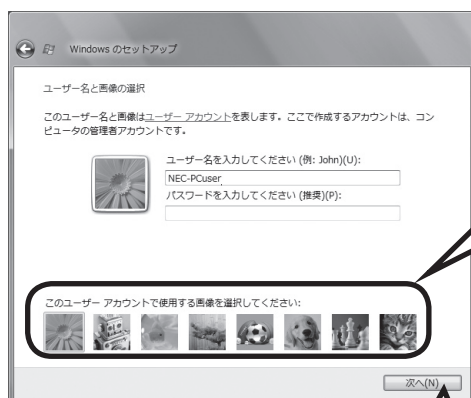 Windows のセットアップ
ユーザー名と画像の選択
このユーザー名と画像はユーザー アカウントを表します。ここで作成するアカウントは、コン
ピュータの管理者アカウントです。
ユーザー名を入力してください (例: John)(U):
NEC-PCuser
パスワードを入力してください (推奨)(P):
このユーザー アカウントで使用する画像を選択してください:
次へ(N)